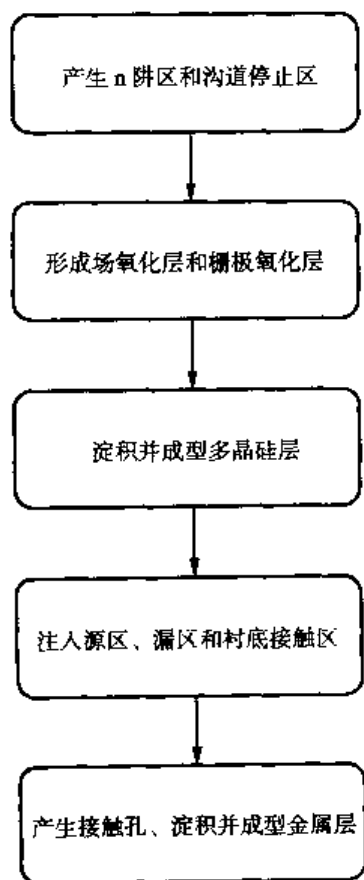 产生 n 阱区和沟道停止区
形成场氧化层和栅极氧化层
淀积并成型多晶硅层
注入源区、漏区和衬底接触区
产生接触孔、淀积并成型金属层